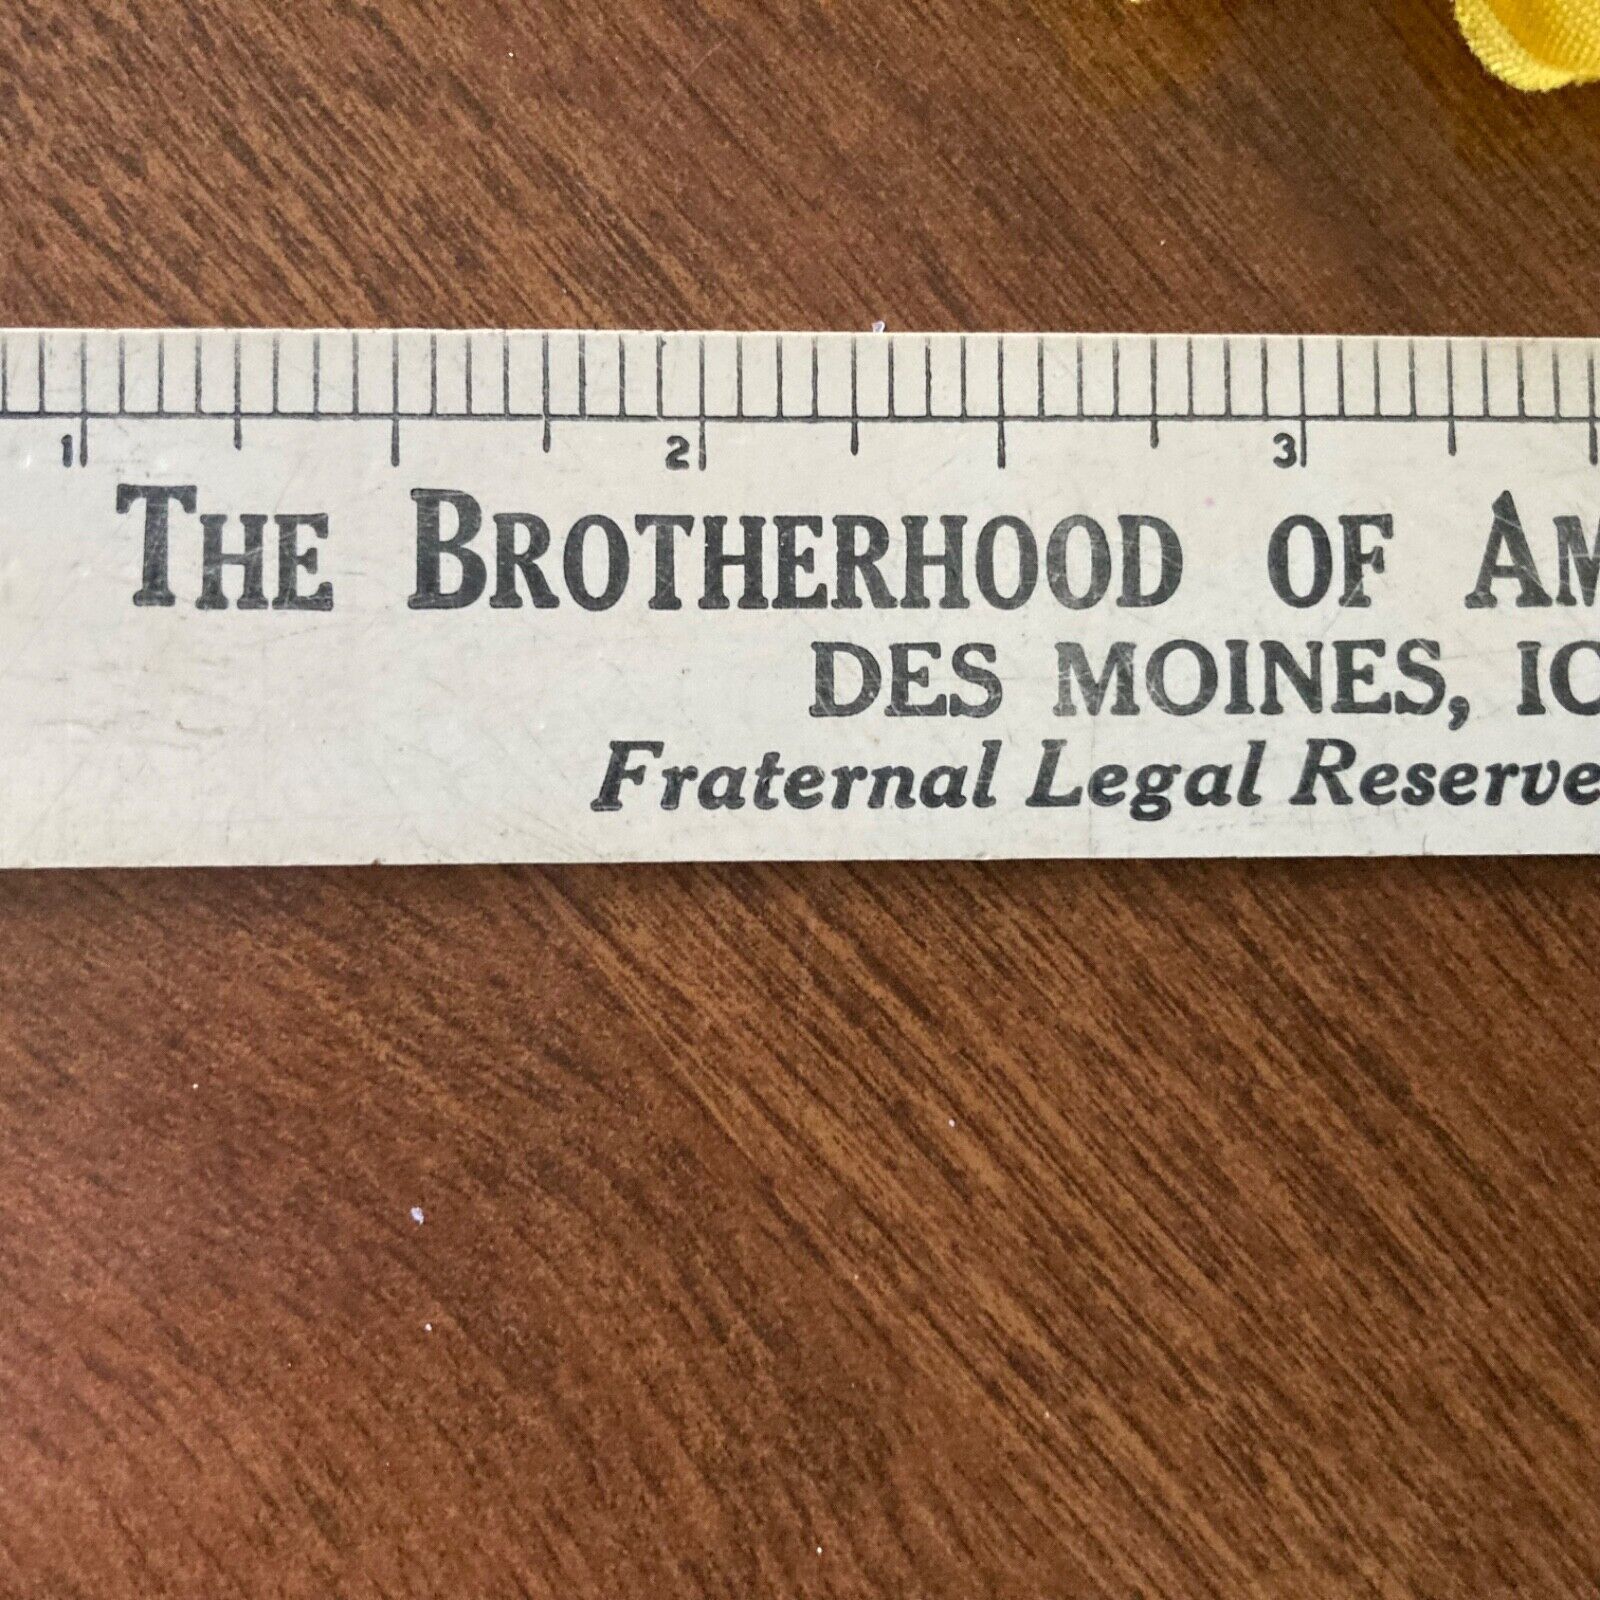 1 2 3
THE BROTHERHOOD OF AM
DES MOINES, IO
Fraternal Legal Reserve